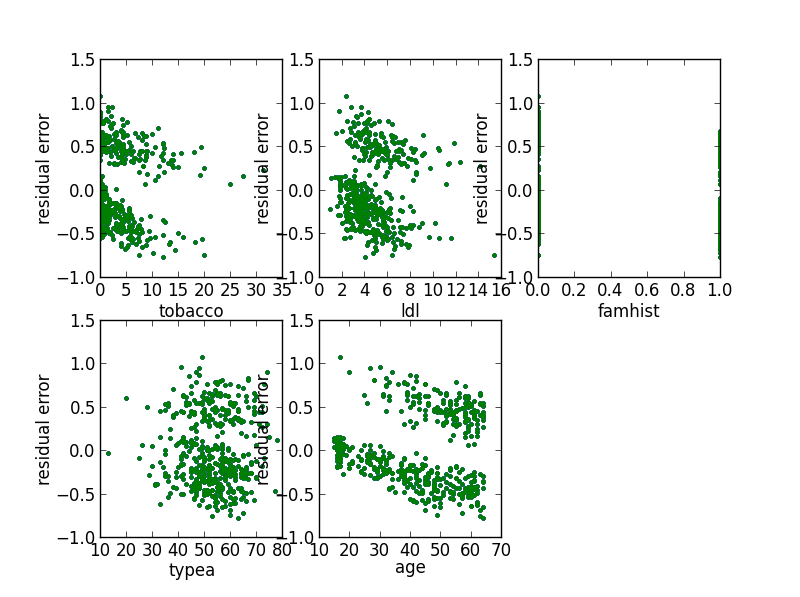 1.5 1.5 1.5
1.0 1.0 1.0
0.5 0.5 0.5
0.0 0.0 0.0
−0.5 −0.5 −0.5
−1.0 −1.0 −1.0
residual error residual error residual error
0 5 10 15 20 25 30 35 0 2 4 6 8 10 12 14 16 0.0 0.2 0.4 0.6 0.8 1.0
tobacco ldl famhist
1.5 1.5
1.0 1.0
0.5 0.5
0.0 0.0
−0.5 −0.5
−1.0 −1.0
residual error residual error
10 20 30 40 50 60 70 80 10 20 30 40 50 60 70
typea age